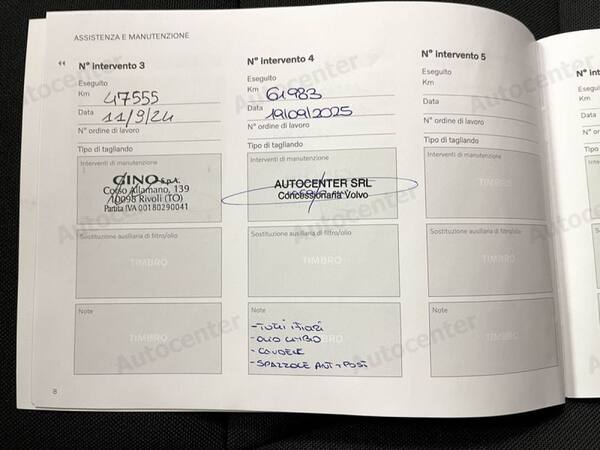 ASSISTENZA E MANUTENZIONE
N° intervento 3
Eseguito
Km 47555
Data 11/9/24
N° ordine di lavoro
Tipo di tagliando
Interventi di manutenzione
GINO S.p.A.
Corso Allamano, 139
10098 Rivoli (TO)
Partita IVA 00180290041
Sostituzione ausiliaria di filtro/olio
TIMBRO
Note
TIMBRO
N° intervento 4
Eseguito
Km 61983
Data 19/09/2025
N° ordine di lavoro
Tipo di tagliando
Interventi di manutenzione
AUTOCENTER SRL
Concessionaria Volvo
Sostituzione ausiliaria di filtro/olio
TIMBRO
Note
- TUTTI I FILTRI
- OLIO CAMBIO
- CANDELE
- SPAZZOLE ANT + POST
N° intervento 5
Eseguito
Km
Data
N° ordine di lavoro
Tipo di tagliando
Interventi di manutenzione
TIMBRO
Sostituzione ausiliaria di filtro/olio
TIMBRO
Note
TIMBRO
8
Autocenter